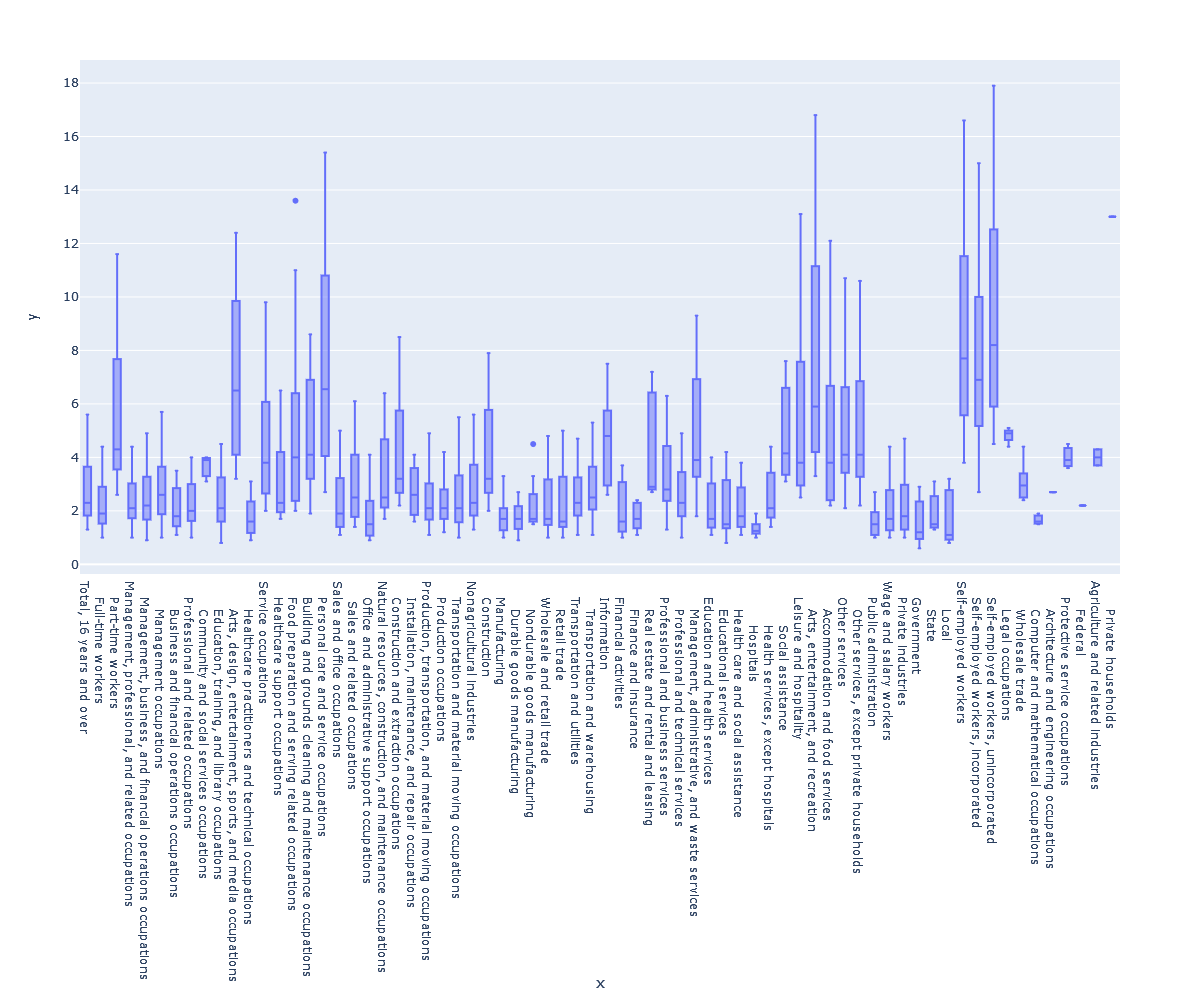 18
16
14
12
10
8
6
4
2
0
y
Total, 16 years and over
Full-time workers
Part-time workers
Management, professional, and related occupations
Management, business, and financial operations occupations
Management occupations
Business and financial operations occupations
Professional and related occupations
Community and social services occupations
Education, training, and library occupations
Arts, design, entertainment, sports, and media occupations
Healthcare practitioners and technical occupations
Service occupations
Healthcare support occupations
Food preparation and serving related occupations
Building and grounds cleaning and maintenance occupations
Personal care and service occupations
Sales and office occupations
Sales and related occupations
Office and administrative support occupations
Natural resources, construction, and maintenance occupations
Construction and extraction occupations
Installation, maintenance, and repair occupations
Production, transportation, and material moving occupations
Production occupations
Transportation and material moving occupations
Nonagricultural industries
Construction
Manufacturing
Durable goods manufacturing
Nondurable goods manufacturing
Wholesale and retail trade
Retail trade
Transportation and utilities
Transportation and warehousing
Information
Financial activities
Finance and insurance
Real estate and rental and leasing
Professional and business services
Professional and technical services
Management, administrative, and waste services
Education and health services
Educational services
Health care and social assistance
Hospitals
Health services, except hospitals
Social assistance
Leisure and hospitality
Arts, entertainment, and recreation
Accommodation and food services
Other services
Other services, except private households
Public administration
Wage and salary workers
Private industries
Government
State
Local
Self-employed workers
Self-employed workers, incorporated
Self-employed workers, unincorporated
Legal occupations
Wholesale trade
Computer and mathematical occupations
Architecture and engineering occupations
Protective service occupations
Federal
Agriculture and related industries
Private households
x